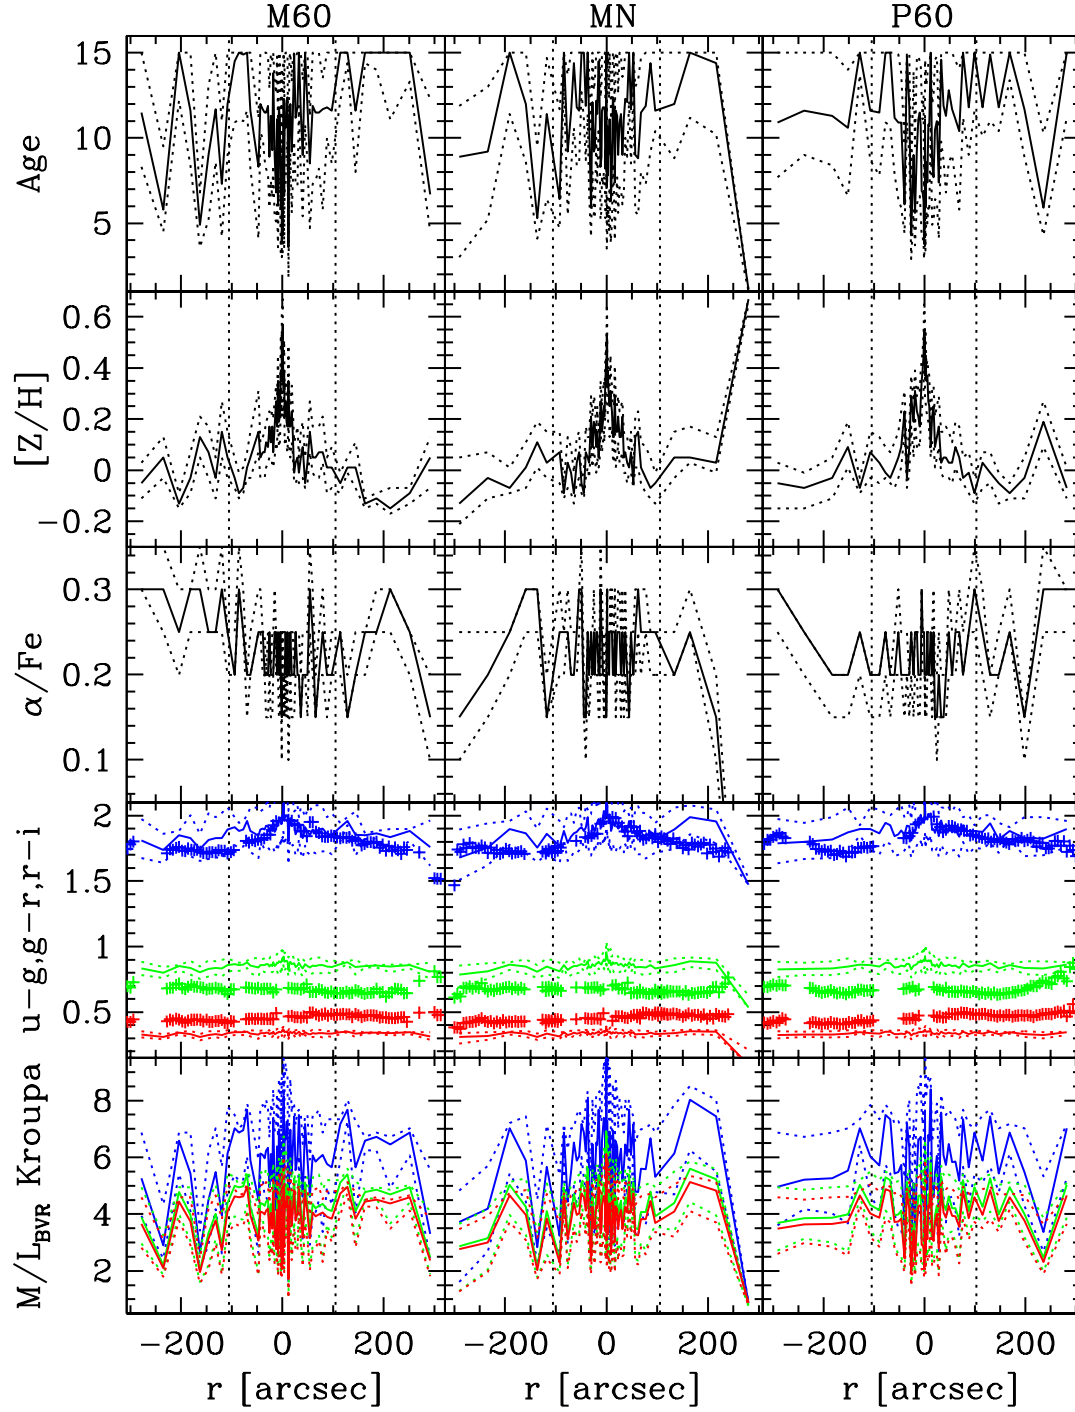 M60 MN P60
Age
15
10
5
[Z/H]
0.6
0.4
0.2
0
−0.2
α/Fe
0.3
0.2
0.1
u−g,g−r,r−i
2
1.5
1
0.5
M/L_BVR Kroupa
8
6
4
2
−200 0 200 −200 0 200 −200 0 200
r [arcsec] r [arcsec] r [arcsec]